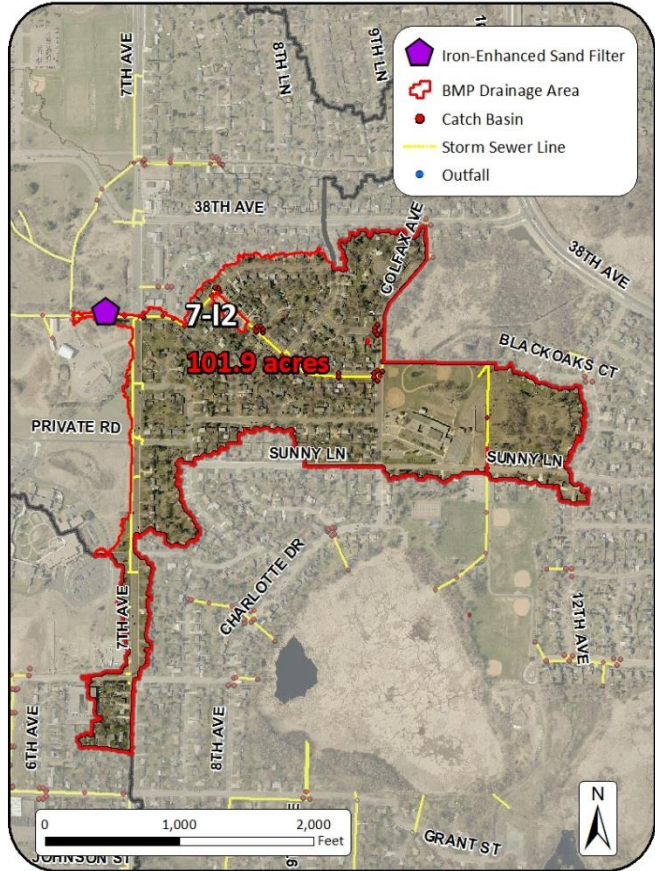 7TH AVE
8TH LN
9TH LN
Iron-Enhanced Sand Filter
BMP Drainage Area
Catch Basin
Storm Sewer Line
Outfall
38TH AVE
COLFAX AVE
38TH AVE
7-I2
101.9 acres
BLACKOAKS CT
PRIVATE RD
SUNNY LN
SUNNY LN
CHARLOTTE DR
7TH AVE
12TH AVE
6TH AVE
8TH AVE
N
0 1,000 2,000
Feet
GRANT ST
JOHNSON ST